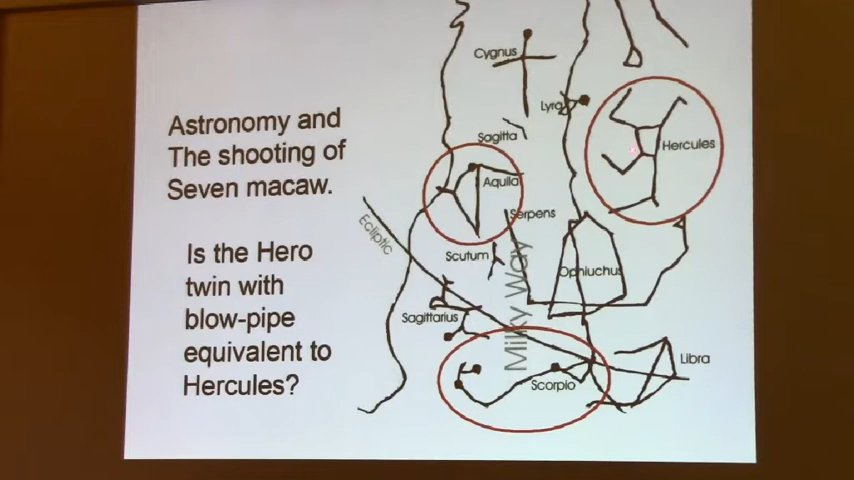 Astronomy and
The shooting of
Seven macaw.
Is the Hero
twin with
blow-pipe
equivalent to
Hercules?
Cygnus
Lyra
Sagitta
Hercules
Aquila
Serpens
Ecliptic
Scutum
Ophiuchus
Milky Way
Sagittarius
Libra
Scorpio